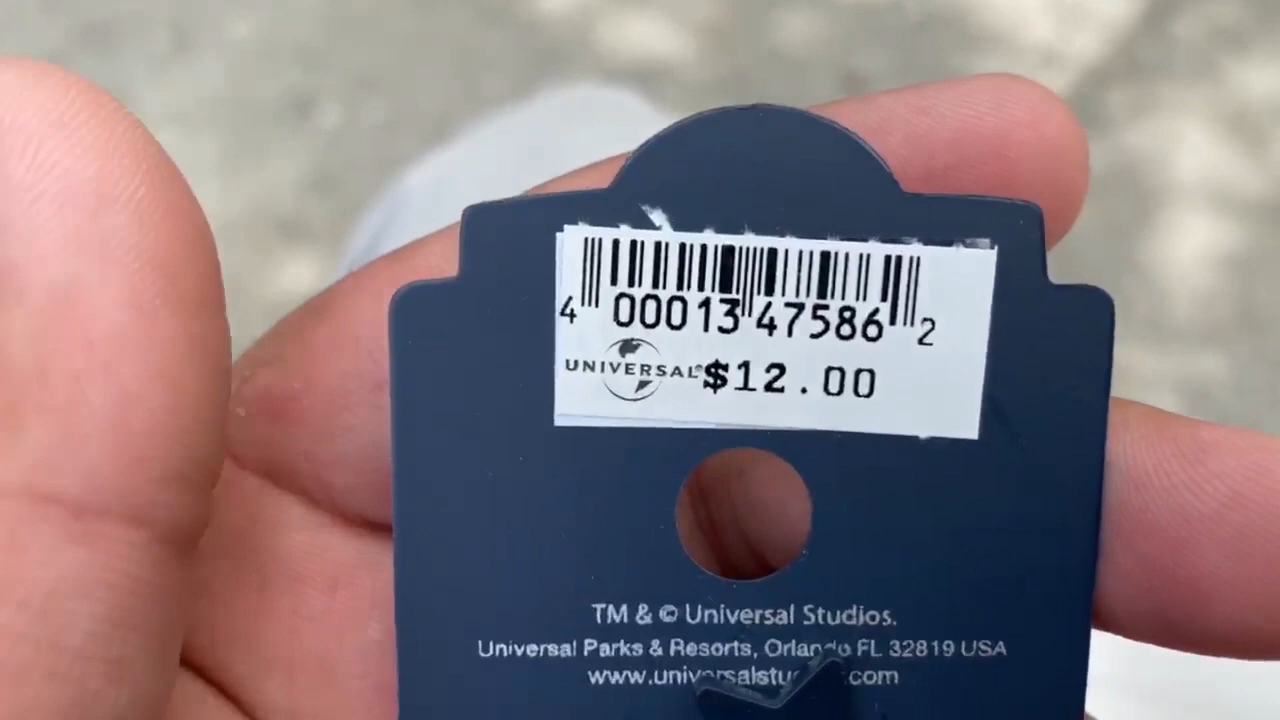 4 00013 47586 2
UNIVERSAL® $12.00
TM & © Universal Studios.
Universal Parks & Resorts, Orlando FL 32819 USA